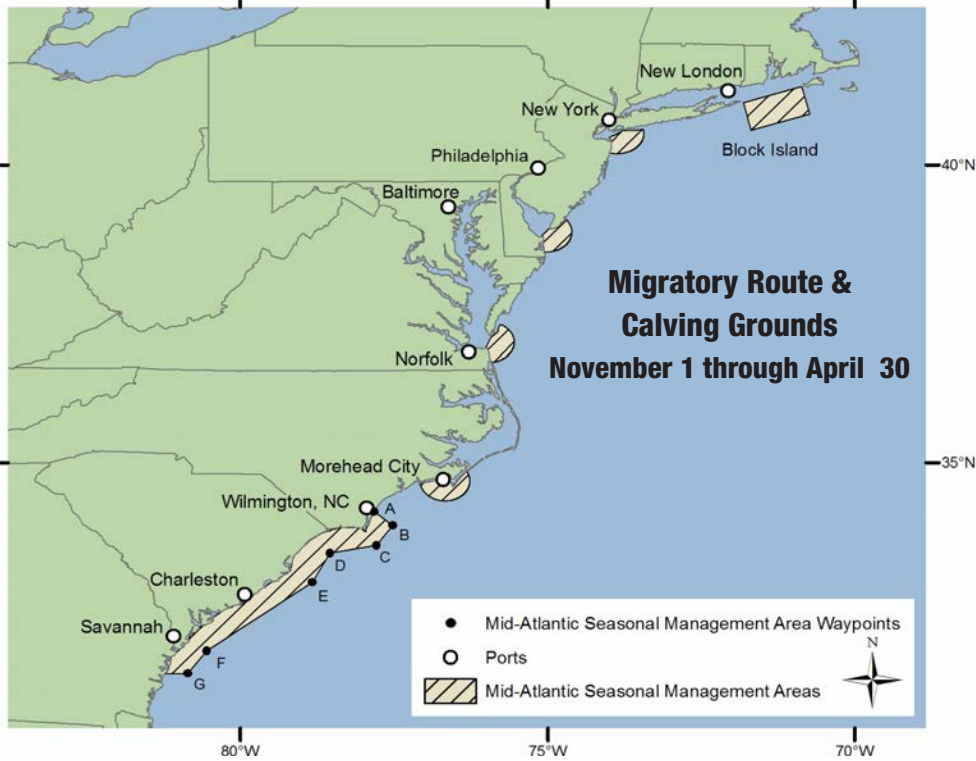 New London
New York
Block Island
Philadelphia
40°N
Baltimore
Migratory Route &
Calving Grounds
November 1 through April 30
Norfolk
Morehead City
35°N
Wilmington, NC
A
B
C
D
Charleston
E
Savannah
F
G
Mid-Atlantic Seasonal Management Area Waypoints
Ports
Mid-Atlantic Seasonal Management Areas
N
80°W
75°W
70°W